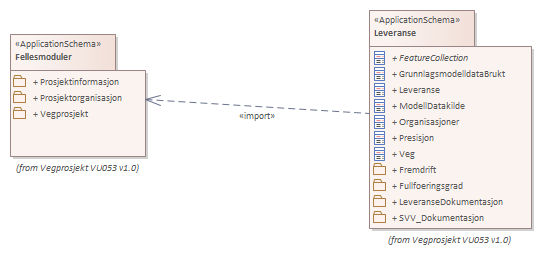 «ApplicationSchema»
Fellesmoduler
+ Prosjektinformasjon
+ Prosjektorganisasjon
+ Vegprosjekt
(from Vegprosjekt VU053 v1.0)
«import»
«ApplicationSchema»
Leveranse
+ FeatureCollection
+ GrunnlagsmodelldataBrukt
+ Leveranse
+ ModellDatakilde
+ Organisasjoner
+ Presisjon
+ Veg
+ Fremdrift
+ Fullfoeringsgrad
+ LeveranseDokumentasjon
+ SVV_Dokumentasjon
(from Vegprosjekt VU053 v1.0)